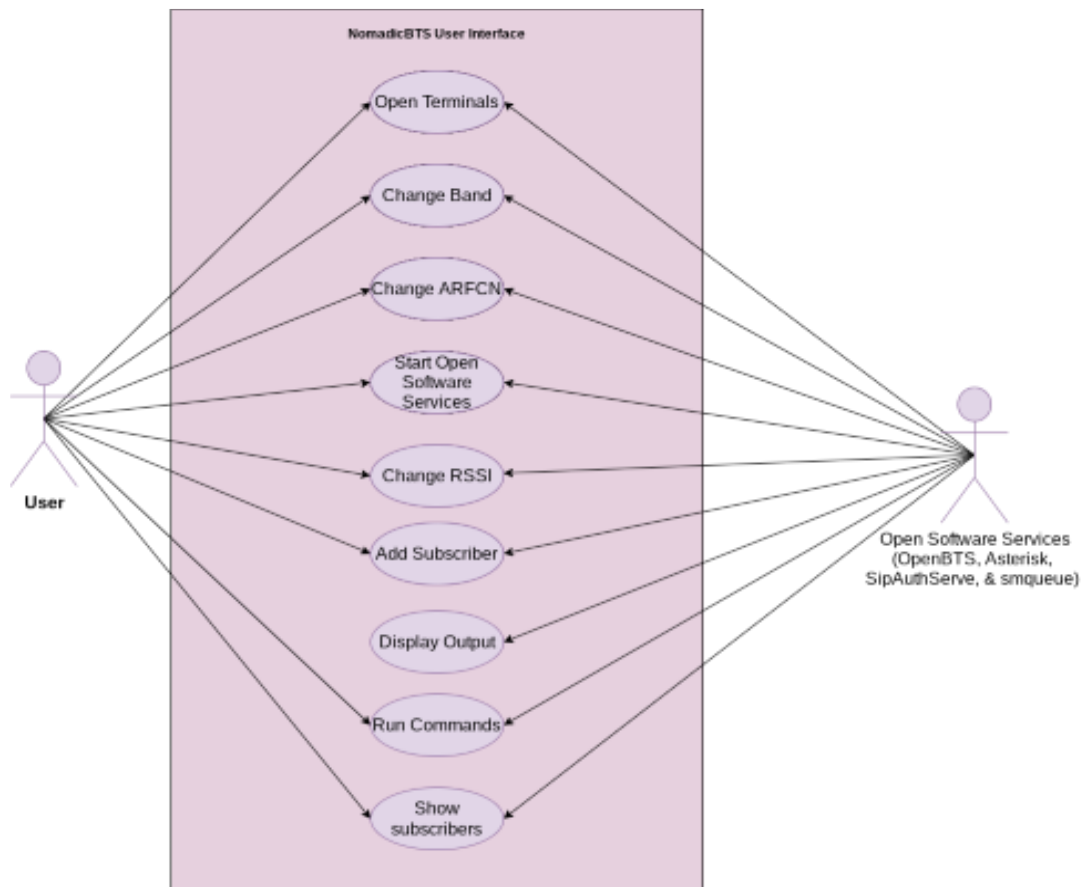 NomadicBTS User Interface
Open Terminals
Change Band
Change ARFCN
Start Open
Software
Services
Change RSSI
Add Subscriber
Display Output
Run Commands
Show
subscribers
User
Open Software Services
(OpenBTS, Asterisk,
SipAuthServe, & smqueue)